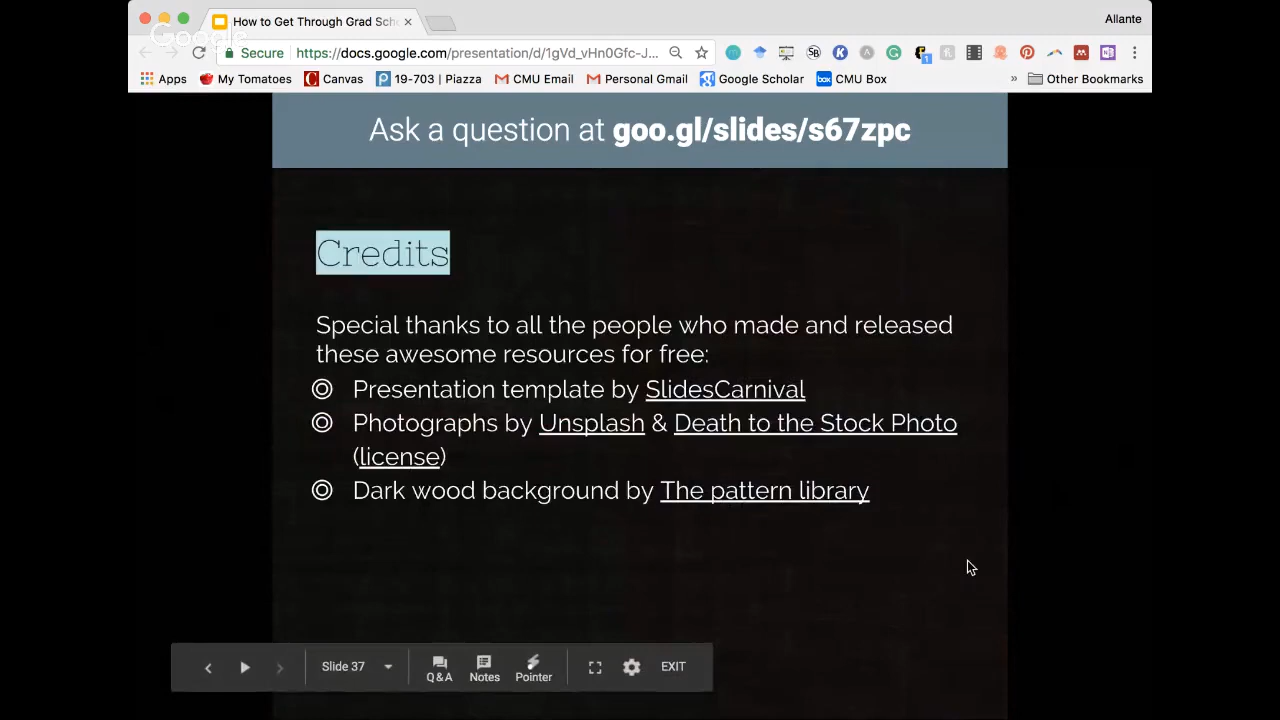 How to Get Through Grad Scho
Allante
Google
Secure https://docs.google.com/presentation/d/1gVd_vHn0Gfc-J...
Apps My Tomatoes Canvas 19-703 | Piazza CMU Email Personal Gmail Google Scholar box CMU Box » Other Bookmarks
Ask a question at goo.gl/slides/s67zpc
Credits
Special thanks to all the people who made and released
these awesome resources for free:
Presentation template by SlidesCarnival
Photographs by Unsplash & Death to the Stock Photo
(license)
Dark wood background by The pattern library
Slide 37 Q&A Notes Pointer EXIT